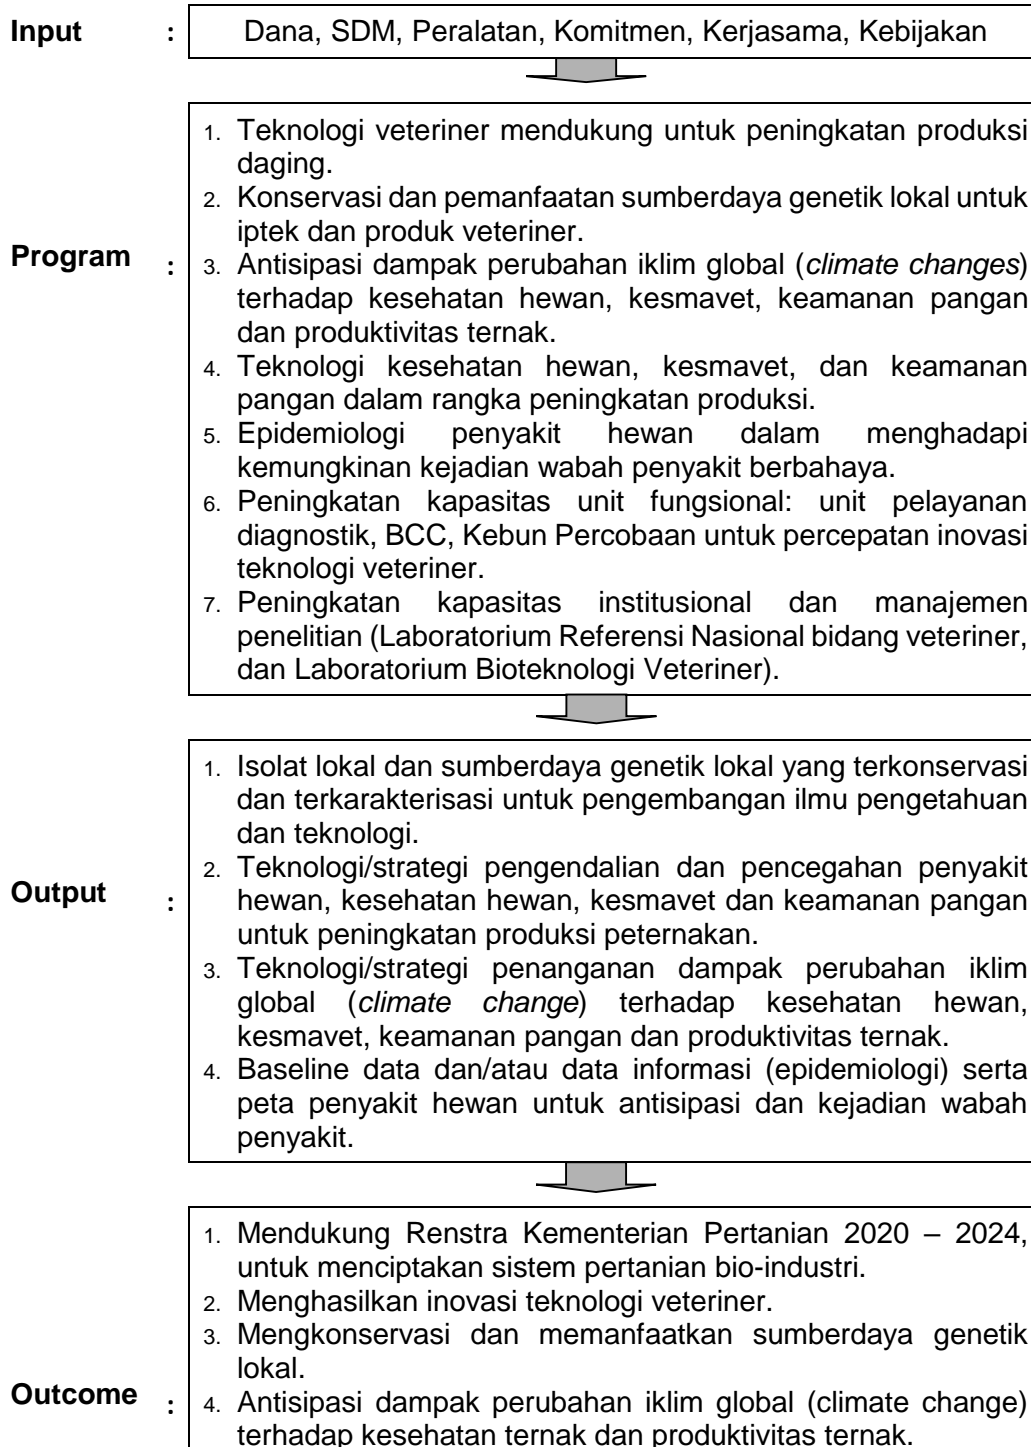 Input : Dana, SDM, Peralatan, Komitmen, Kerjasama, Kebijakan
Program :
1. Teknologi veteriner mendukung untuk peningkatan produksi
daging.
2. Konservasi dan pemanfaatan sumberdaya genetik lokal untuk
iptek dan produk veteriner.
3. Antisipasi dampak perubahan iklim global (climate changes)
terhadap kesehatan hewan, kesmavet, keamanan pangan
dan produktivitas ternak.
4. Teknologi kesehatan hewan, kesmavet, dan keamanan
pangan dalam rangka peningkatan produksi.
5. Epidemiologi penyakit hewan dalam menghadapi
kemungkinan kejadian wabah penyakit berbahaya.
6. Peningkatan kapasitas unit fungsional: unit pelayanan
diagnostik, BCC, Kebun Percobaan untuk percepatan inovasi
teknologi veteriner.
7. Peningkatan kapasitas institusional dan manajemen
penelitian (Laboratorium Referensi Nasional bidang veteriner,
dan Laboratorium Bioteknologi Veteriner).
Output :
1. Isolat lokal dan sumberdaya genetik lokal yang terkonservasi
dan terkarakterisasi untuk pengembangan ilmu pengetahuan
dan teknologi.
2. Teknologi/strategi pengendalian dan pencegahan penyakit
hewan, kesehatan hewan, kesmavet dan keamanan pangan
untuk peningkatan produksi peternakan.
3. Teknologi/strategi penanganan dampak perubahan iklim
global (climate change) terhadap kesehatan hewan,
kesmavet, keamanan pangan dan produktivitas ternak.
4. Baseline data dan/atau data informasi (epidemiologi) serta
peta penyakit hewan untuk antisipasi dan kejadian wabah
penyakit.
Outcome :
1. Mendukung Renstra Kementerian Pertanian 2020 – 2024,
untuk menciptakan sistem pertanian bio-industri.
2. Menghasilkan inovasi teknologi veteriner.
3. Mengkonservasi dan memanfaatkan sumberdaya genetik
lokal.
4. Antisipasi dampak perubahan iklim global (climate change)
terhadap kesehatan ternak dan produktivitas ternak.